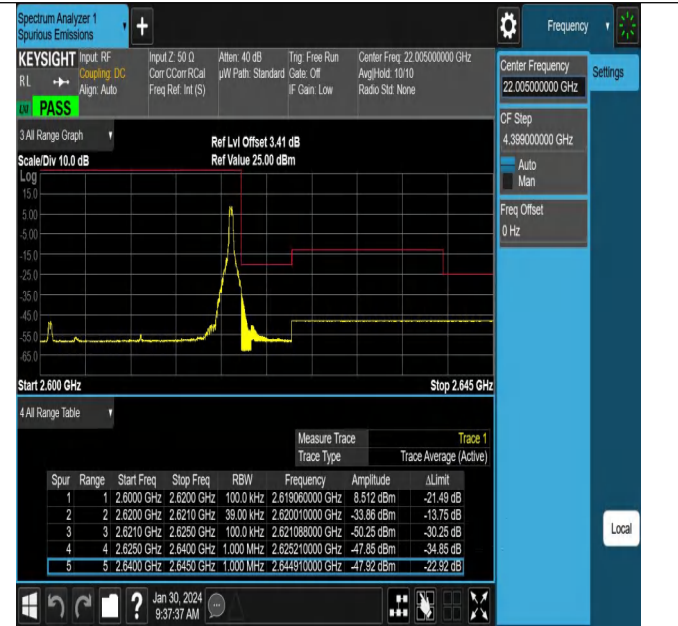 Spectrum Analyzer 1
Spurious Emissions
+
Frequency
KEYSIGHT Input: RF Input Z: 50 Ω Atten: 40 dB Trig: Free Run Center Freq: 22.005000000 GHz
RL Coupling: DC Corr CCorr RCal µW Path: Standard Gate: Off Avg|Hold: 10/10
Align: Auto Freq Ref: Int (S) IF Gain: Low Radio Std: None
PASS
Center Frequency
22.005000000 GHz
Settings
CF Step
4.399000000 GHz
Auto
Man
Freq Offset
0 Hz
3 All Range Graph
Ref Lvl Offset 3.41 dB
Scale/Div 10.0 dB Ref Value 25.00 dBm
Log
15.0
5.00
-5.00
-15.0
-25.0
-35.0
-45.0
-55.0
-65.0
Start 2.600 GHz Stop 2.645 GHz
4 All Range Table
Measure Trace Trace 1
Trace Type Trace Average (Active)
Spur Range Start Freq Stop Freq RBW Frequency Amplitude ΔLimit
1 1 2.6000 GHz 2.6200 GHz 100.0 kHz 2.619060000 GHz 8.512 dBm -21.49 dB
2 2 2.6200 GHz 2.6210 GHz 39.00 kHz 2.620010000 GHz -33.86 dBm -13.75 dB
3 3 2.6210 GHz 2.6250 GHz 100.0 kHz 2.621088000 GHz -50.25 dBm -30.25 dB
4 4 2.6250 GHz 2.6400 GHz 1.000 MHz 2.625210000 GHz -47.85 dBm -34.85 dB
5 5 2.6400 GHz 2.6450 GHz 1.000 MHz 2.644910000 GHz -47.92 dBm -22.92 dB
Local
?
Jan 30, 2024
9:37:37 AM